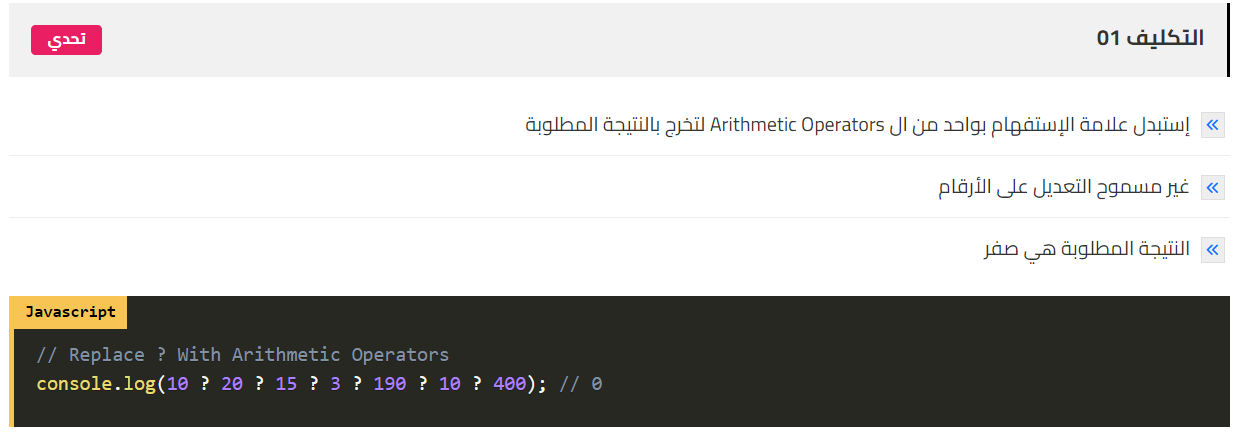 التكليف 01
تحدي
إستبدل علامة الإستفهام بواحد من ال Arithmetic Operators لتخرج بالنتيجة المطلوبة
غير مسموح التعديل على الأرقام
النتيجة المطلوبة هي صفر
Javascript
// Replace ? With Arithmetic Operators
console.log(10 ? 20 ? 15 ? 3 ? 190 ? 10 ? 400); // 0